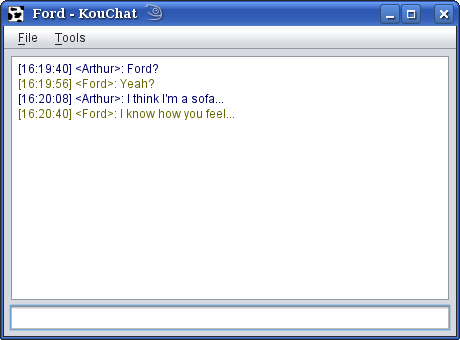 Ford - KouChat
File Tools
[16:19:40] <Arthur>: Ford?
[16:19:56] <Ford>: Yeah?
[16:20:08] <Arthur>: I think I'm a sofa...
[16:20:40] <Ford>: I know how you feel...